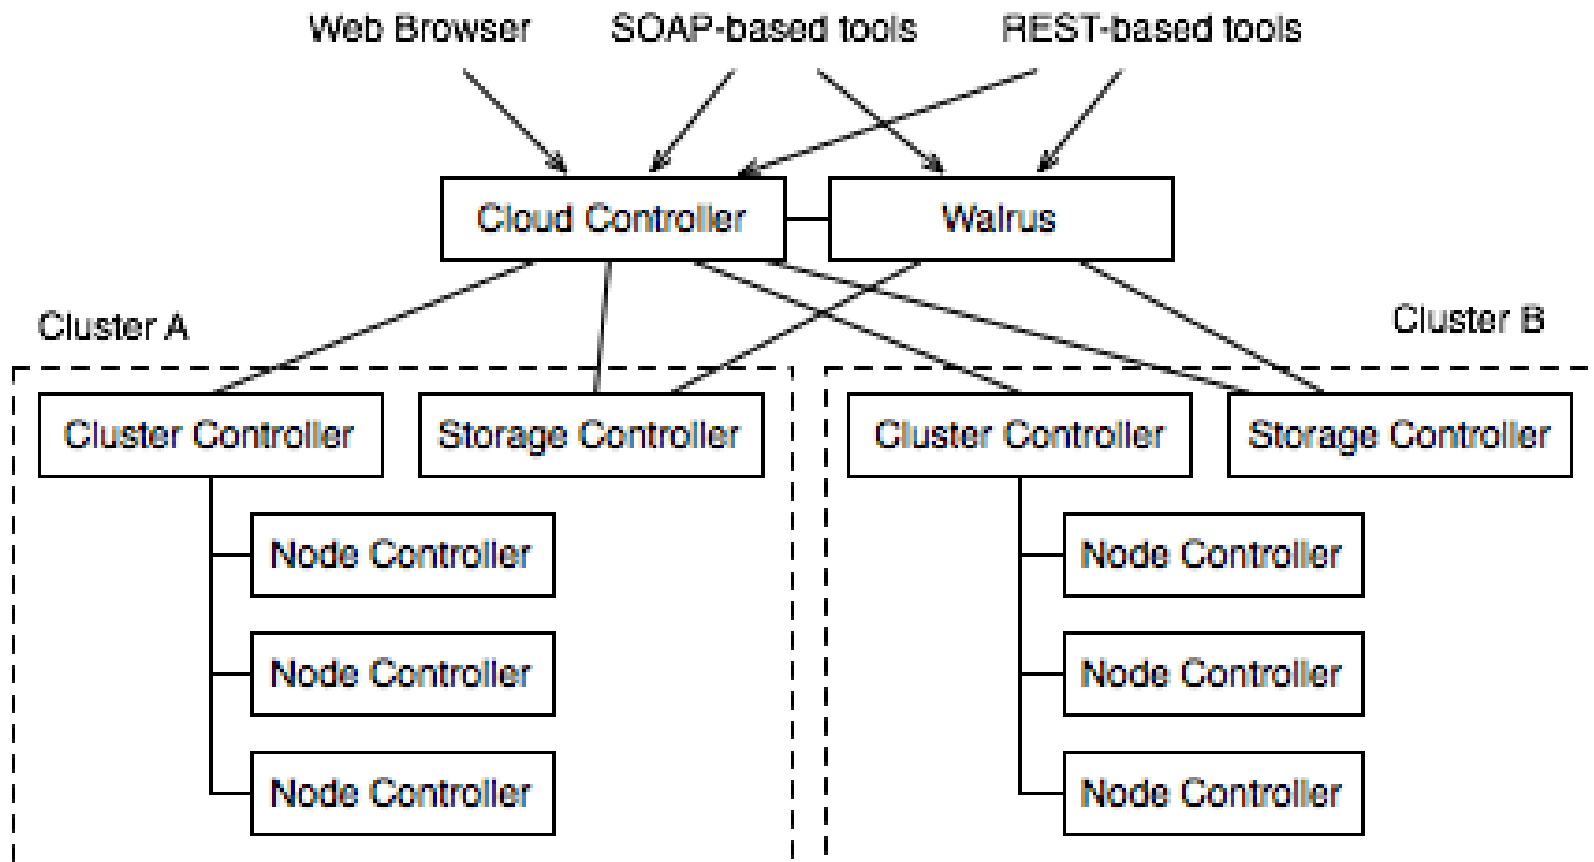 Web Browser
SOAP-based tools
REST-based tools
Cloud Controller
Walrus
Cluster A
Cluster B
Cluster Controller
Storage Controller
Cluster Controller
Storage Controller
Node Controller
Node Controller
Node Controller
Node Controller
Node Controller
Node Controller